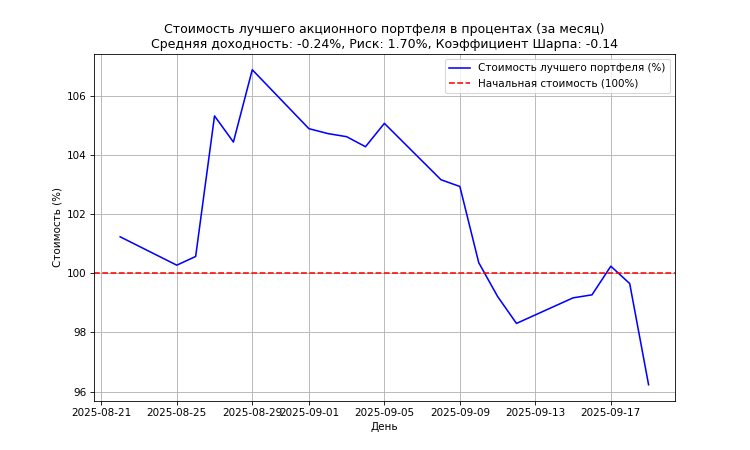 Стоимость лучшего акционного портфеля в процентах (за месяц)
Средняя доходность: -0.24%, Риск: 1.70%, Коэффициент Шарпа: -0.14
Стоимость лучшего портфеля (%)
Начальная стоимость (100%)
Стоимость (%)
106
104
102
100
98
96
2025-08-21 2025-08-25 2025-08-29 2025-09-01 2025-09-05 2025-09-09 2025-09-13 2025-09-17
День